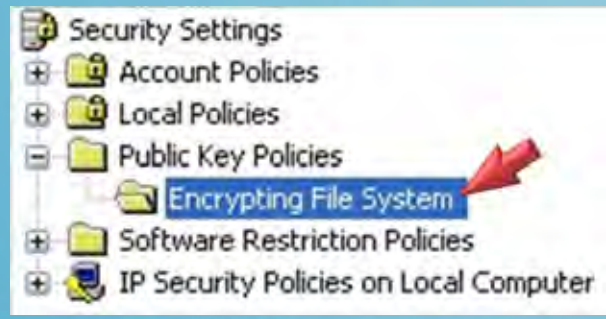 Security Settings
Account Policies
Local Policies
Public Key Policies
Encrypting File System
Software Restriction Policies
IP Security Policies on Local Computer